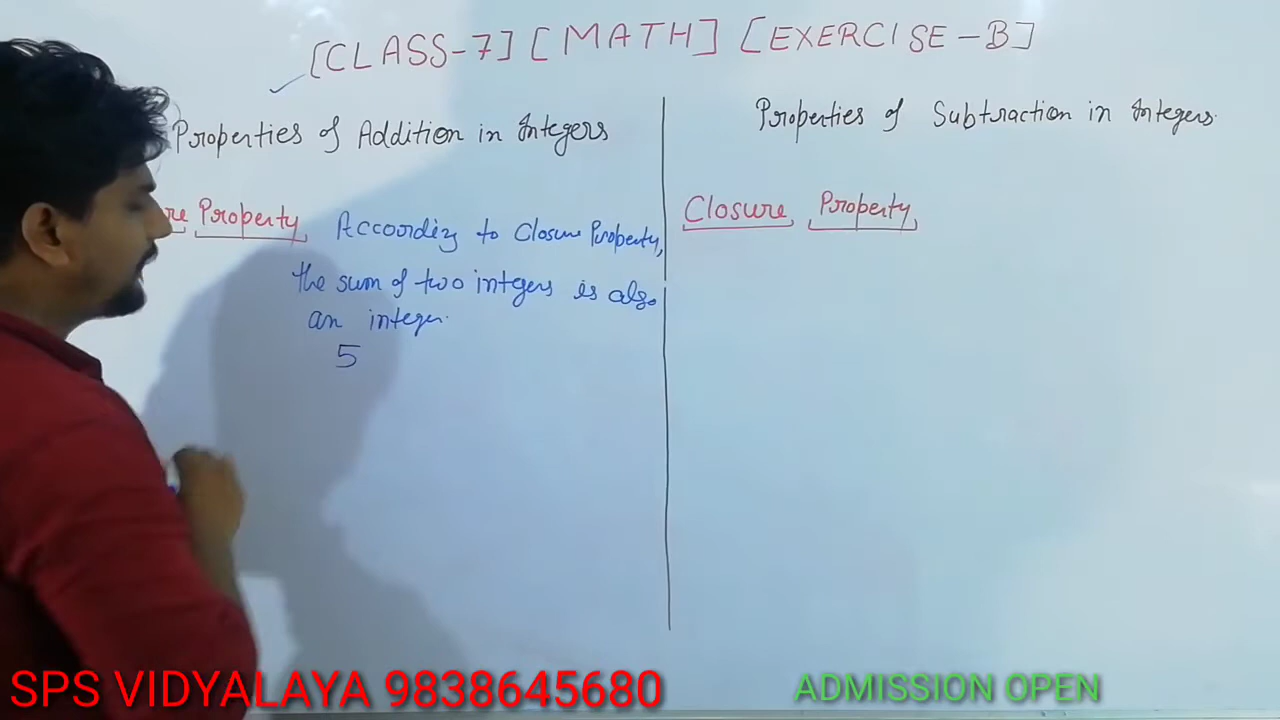 [CLASS-7] [MATH] [EXERCISE-B]
Properties of Addition in Integers
Property According to Closure Property,
the sum of two integers is also
an integer.
5
Properties of Subtraction in Integers.
Closure Property
SPS VIDYALAYA 9838645680
ADMISSION OPEN